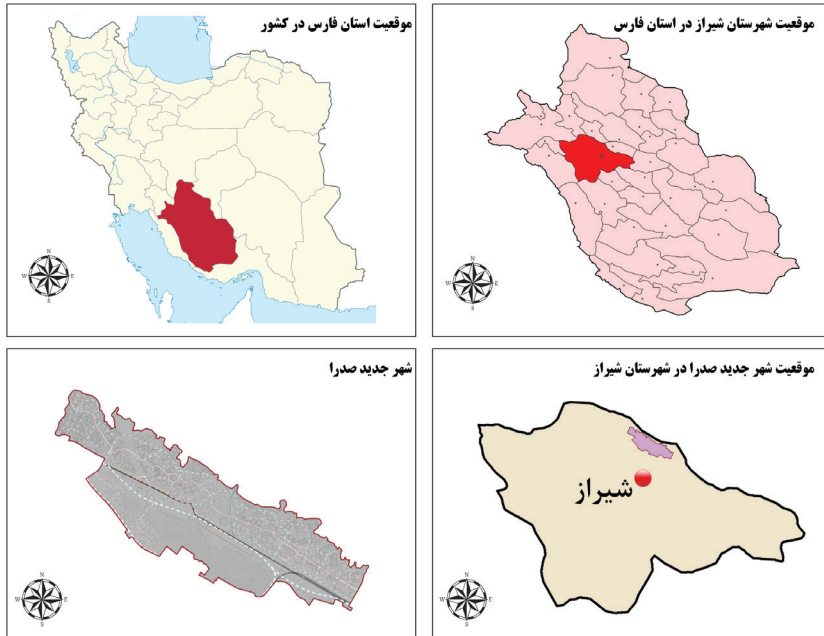 موقعیت شهرستان شیراز در استان فارس
موقعیت استان فارس در کشور
N
W E
S
N
W E
S
موقعیت شهر جدید صدرا در شهرستان شیراز
شهر جدید صدرا
شیراز
N
W E
S
N
W E
S